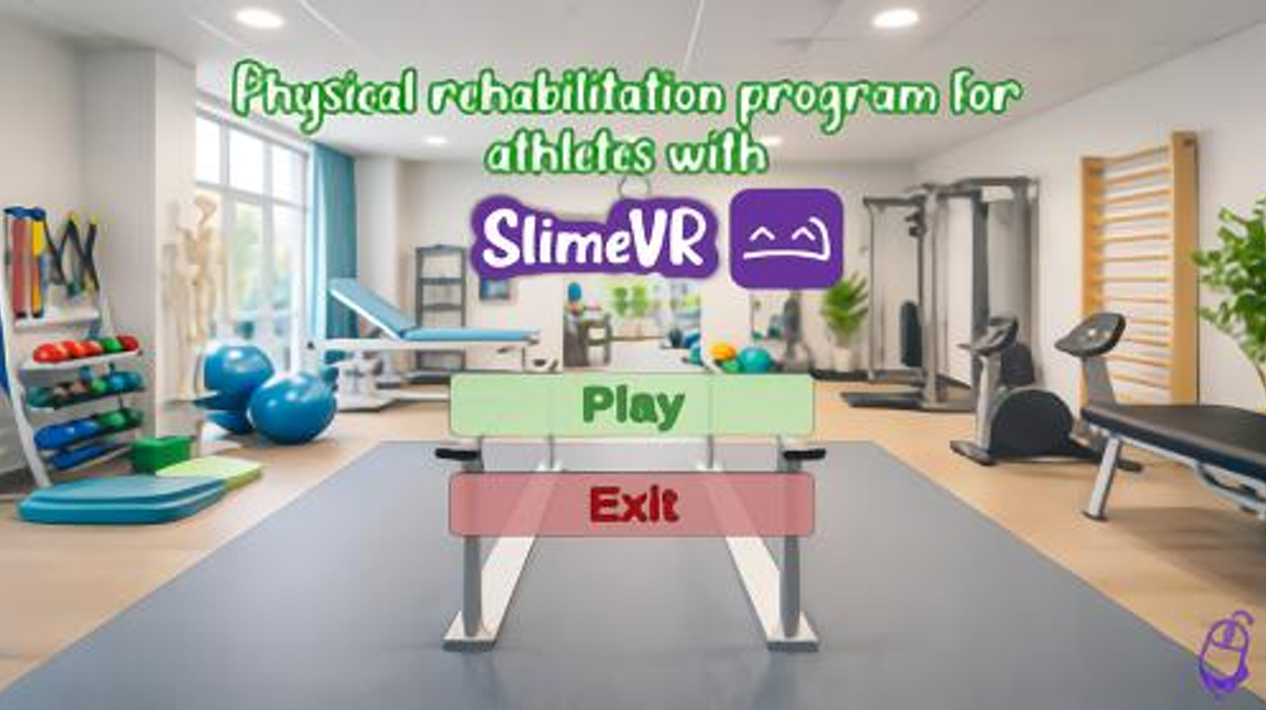 Physical rehabilitation program for
athletes with
SlimeVR
Play
Exit